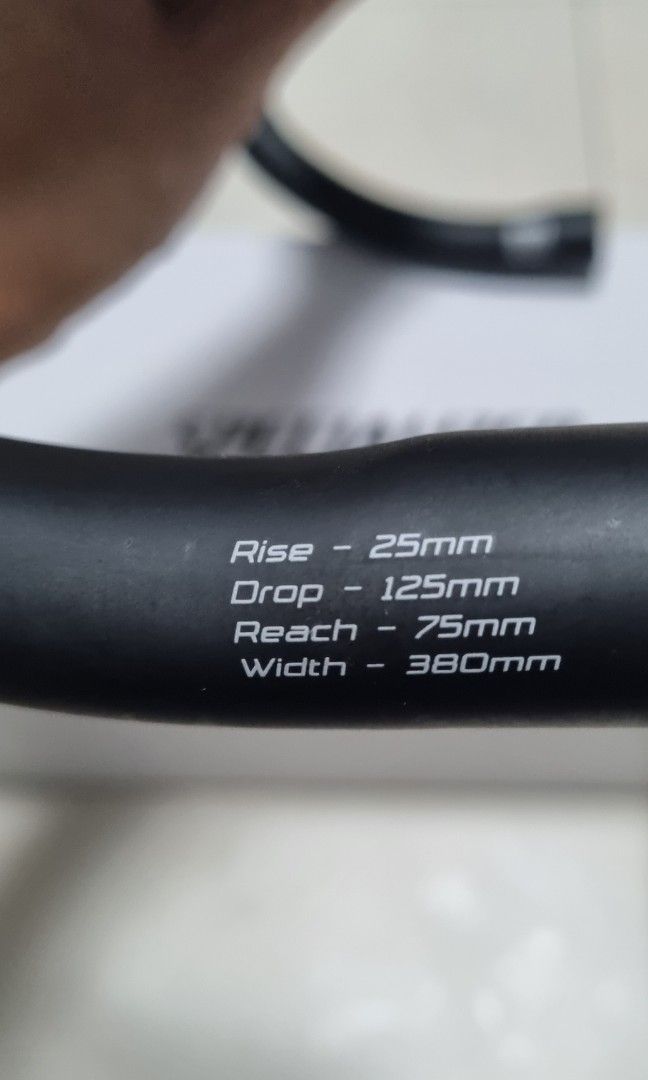 Rise - 25mm
Drop - 125mm
Reach - 75mm
Width - 380mm